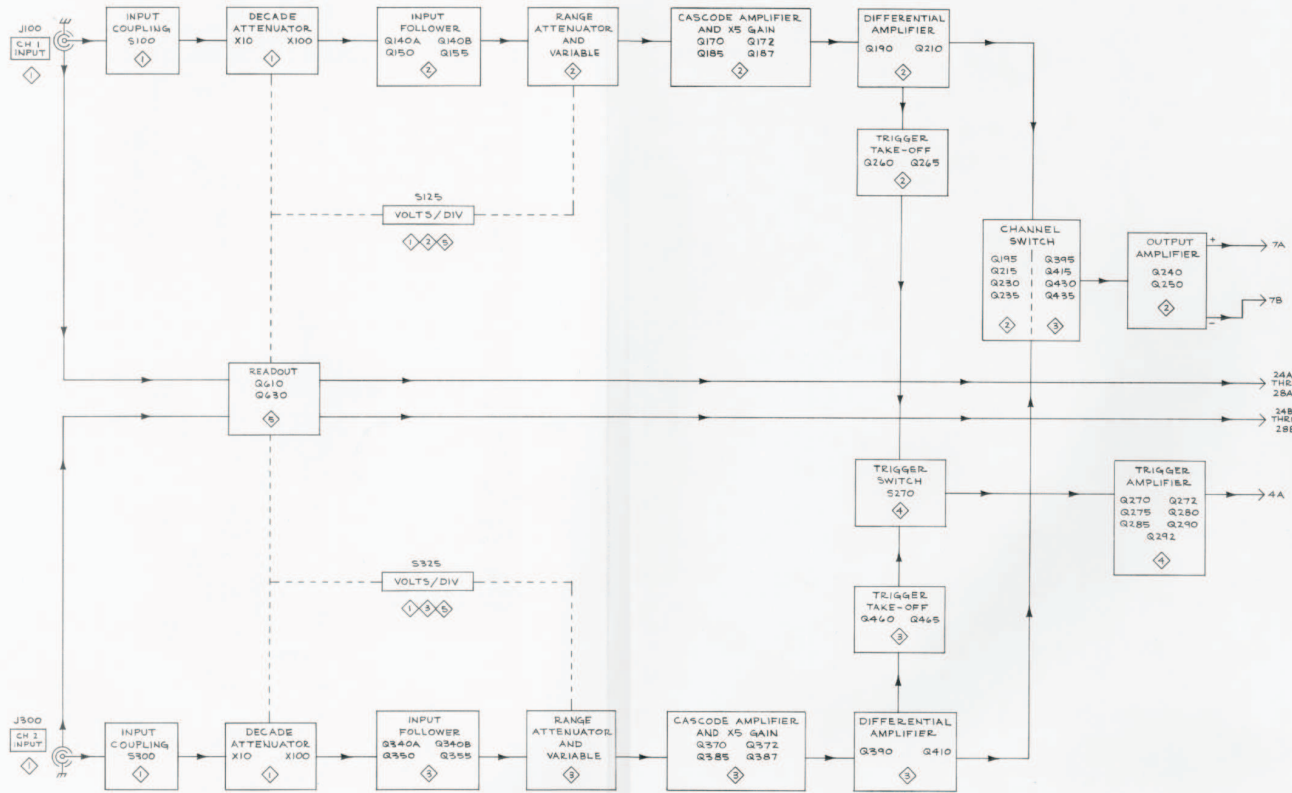 J100
CH 1
INPUT
1
INPUT
COUPLING
S100
1
DECADE
ATTENUATOR
X10 X100
1
INPUT
FOLLOWER
Q140A Q140B
Q150 Q155
2
RANGE
ATTENUATOR
AND
VARIABLE
2
CASCODE AMPLIFIER
AND X5 GAIN
Q170 Q172
Q185 Q187
2
DIFFERENTIAL
AMPLIFIER
Q190 Q210
2
TRIGGER
TAKE-OFF
Q260 Q265
2
S125
VOLTS/DIV
1 2 5
CHANNEL
SWITCH
Q195 Q395
Q215 Q415
Q230 Q430
Q235 Q435
2 3
OUTPUT
AMPLIFIER
Q240
Q250
2
+
7A
-
7B
READOUT
Q610
Q630
5
24A
THR
28A
24B
THR
28B
TRIGGER
SWITCH
S270
4
TRIGGER
AMPLIFIER
Q270 Q272
Q275 Q280
Q285 Q290
Q292
4
4A
S325
VOLTS/DIV
1 3 5
TRIGGER
TAKE-OFF
Q460 Q465
3
J300
CH 2
INPUT
1
INPUT
COUPLING
S300
1
DECADE
ATTENUATOR
X10 X100
1
INPUT
FOLLOWER
Q340A Q340B
Q350 Q355
3
RANGE
ATTENUATOR
AND
VARIABLE
3
CASCODE AMPLIFIER
AND X5 GAIN
Q370 Q372
Q385 Q387
3
DIFFERENTIAL
AMPLIFIER
Q390 Q410
3